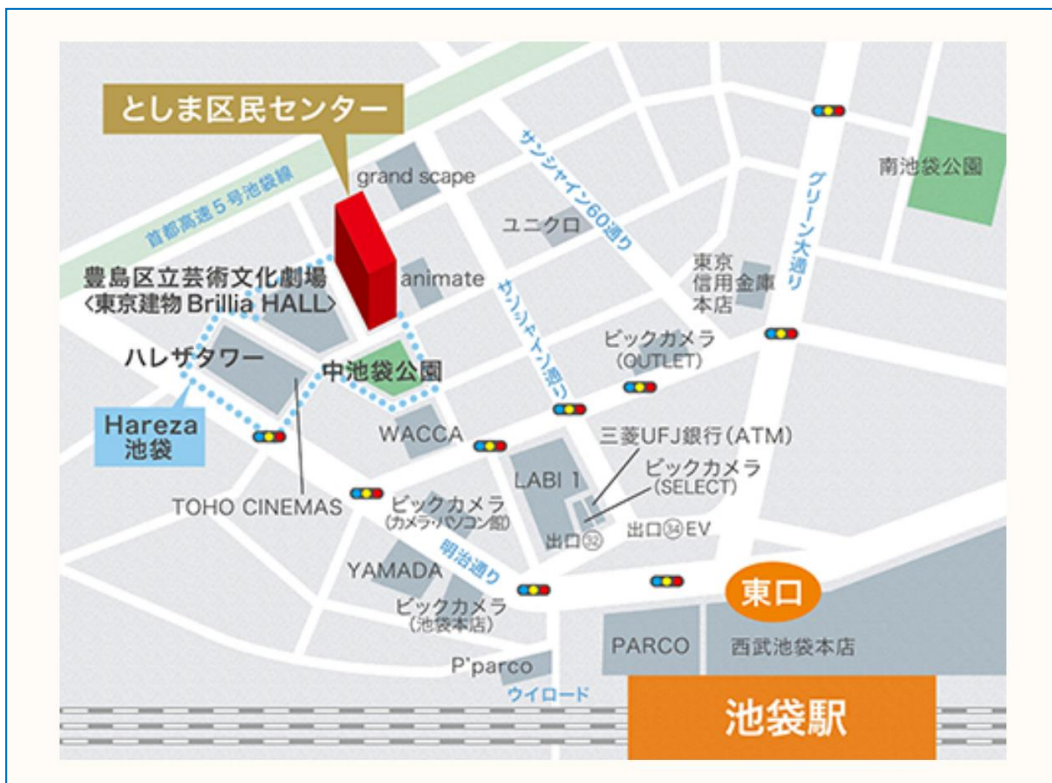 としま区民センター
grand scape
首都高速5号池袋線
サンシャイン60通り
南池袋公園
グリーン大通り
ユニクロ
豊島区立芸術文化劇場
〈東京建物 Brillia HALL〉
animate
東京
信用金庫
本店
サンシャイン通り
ハレザタワー
中池袋公園
ビックカメラ
(OUTLET)
Hareza
池袋
WACCA
三菱UFJ銀行(ATM)
LABI 1
ビックカメラ
(SELECT)
TOHO CINEMAS
ビックカメラ
(カメラ・パソコン館)
出口㉜
出口㉞EV
明治通り
YAMADA
ビックカメラ
(池袋本店)
東口
PARCO
西武池袋本店
P'parco
ウイロード
池袋駅